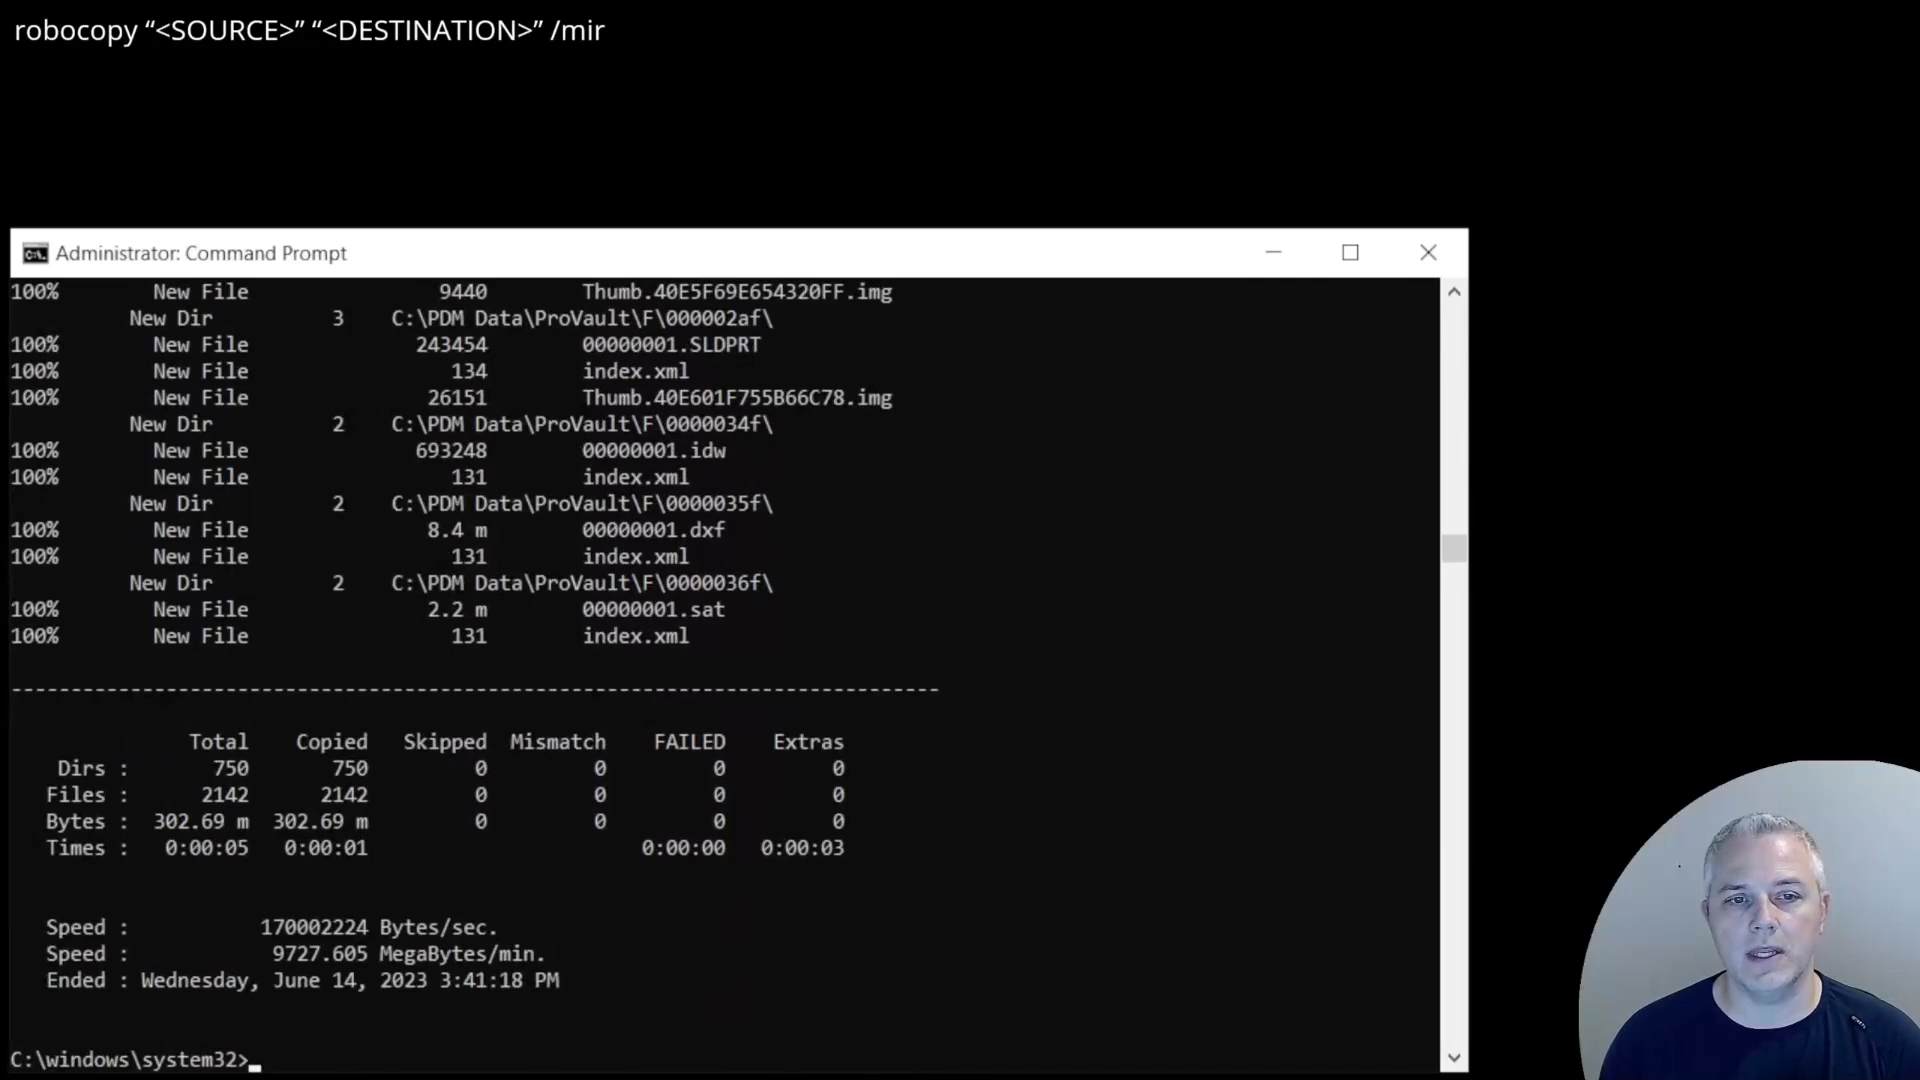 robocopy “<SOURCE>” “<DESTINATION>” /mir
Administrator: Command Prompt
100% New File 9440 Thumb.40E5F69E654320FF.img
New Dir 3 C:\PDM Data\ProVault\F\000002af\
100% New File 243454 00000001.SLDPRT
100% New File 134 index.xml
100% New File 26151 Thumb.40E601F755B66C78.img
New Dir 2 C:\PDM Data\ProVault\F\0000034f\
100% New File 693248 00000001.idw
100% New File 131 index.xml
New Dir 2 C:\PDM Data\ProVault\F\0000035f\
100% New File 8.4 m 00000001.dxf
100% New File 131 index.xml
New Dir 2 C:\PDM Data\ProVault\F\0000036f\
100% New File 2.2 m 00000001.sat
100% New File 131 index.xml
------------------------------------------------------------------------------
Total Copied Skipped Mismatch FAILED Extras
Dirs : 750 750 0 0 0 0
Files : 2142 2142 0 0 0 0
Bytes : 302.69 m 302.69 m 0 0 0 0
Times : 0:00:05 0:00:01 0:00:00 0:00:03
Speed : 170002224 Bytes/sec.
Speed : 9727.605 MegaBytes/min.
Ended : Wednesday, June 14, 2023 3:41:18 PM
C:\windows\system32>